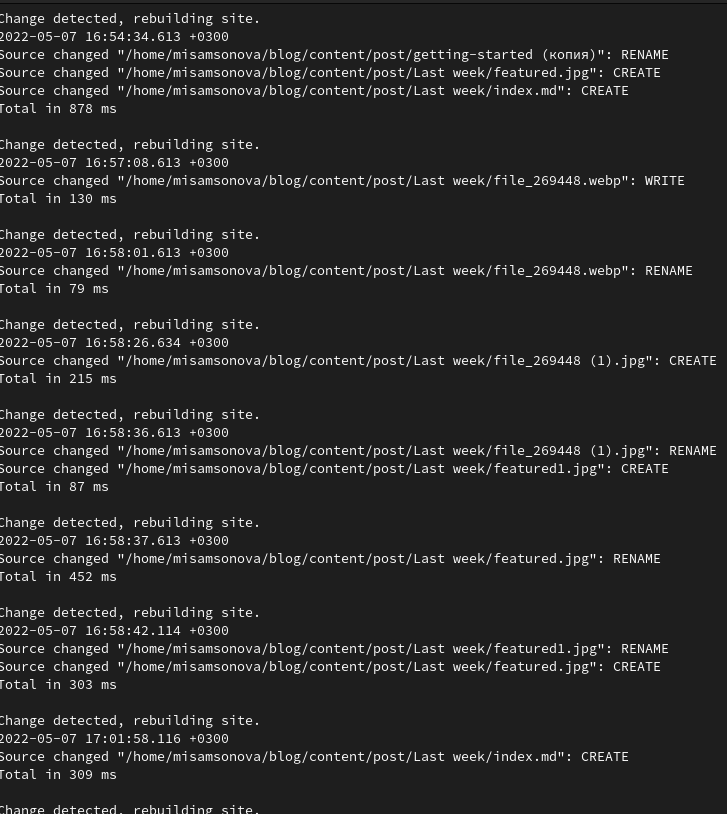 Change detected, rebuilding site.
2022-05-07 16:54:34.613 +0300
Source changed "/home/misamsonova/blog/content/post/getting-started (копия)": RENAME
Source changed "/home/misamsonova/blog/content/post/Last week/featured.jpg": CREATE
Source changed "/home/misamsonova/blog/content/post/Last week/index.md": CREATE
Total in 878 ms
Change detected, rebuilding site.
2022-05-07 16:57:08.613 +0300
Source changed "/home/misamsonova/blog/content/post/Last week/file_269448.webp": WRITE
Total in 130 ms
Change detected, rebuilding site.
2022-05-07 16:58:01.613 +0300
Source changed "/home/misamsonova/blog/content/post/Last week/file_269448.webp": RENAME
Total in 79 ms
Change detected, rebuilding site.
2022-05-07 16:58:26.634 +0300
Source changed "/home/misamsonova/blog/content/post/Last week/file_269448 (1).jpg": CREATE
Total in 215 ms
Change detected, rebuilding site.
2022-05-07 16:58:36.613 +0300
Source changed "/home/misamsonova/blog/content/post/Last week/file_269448 (1).jpg": RENAME
Source changed "/home/misamsonova/blog/content/post/Last week/featured1.jpg": CREATE
Total in 87 ms
Change detected, rebuilding site.
2022-05-07 16:58:37.613 +0300
Source changed "/home/misamsonova/blog/content/post/Last week/featured.jpg": RENAME
Total in 452 ms
Change detected, rebuilding site.
2022-05-07 16:58:42.114 +0300
Source changed "/home/misamsonova/blog/content/post/Last week/featured1.jpg": RENAME
Source changed "/home/misamsonova/blog/content/post/Last week/featured.jpg": CREATE
Total in 303 ms
Change detected, rebuilding site.
2022-05-07 17:01:58.116 +0300
Source changed "/home/misamsonova/blog/content/post/Last week/index.md": CREATE
Total in 309 ms
Change detected, rebuilding site.